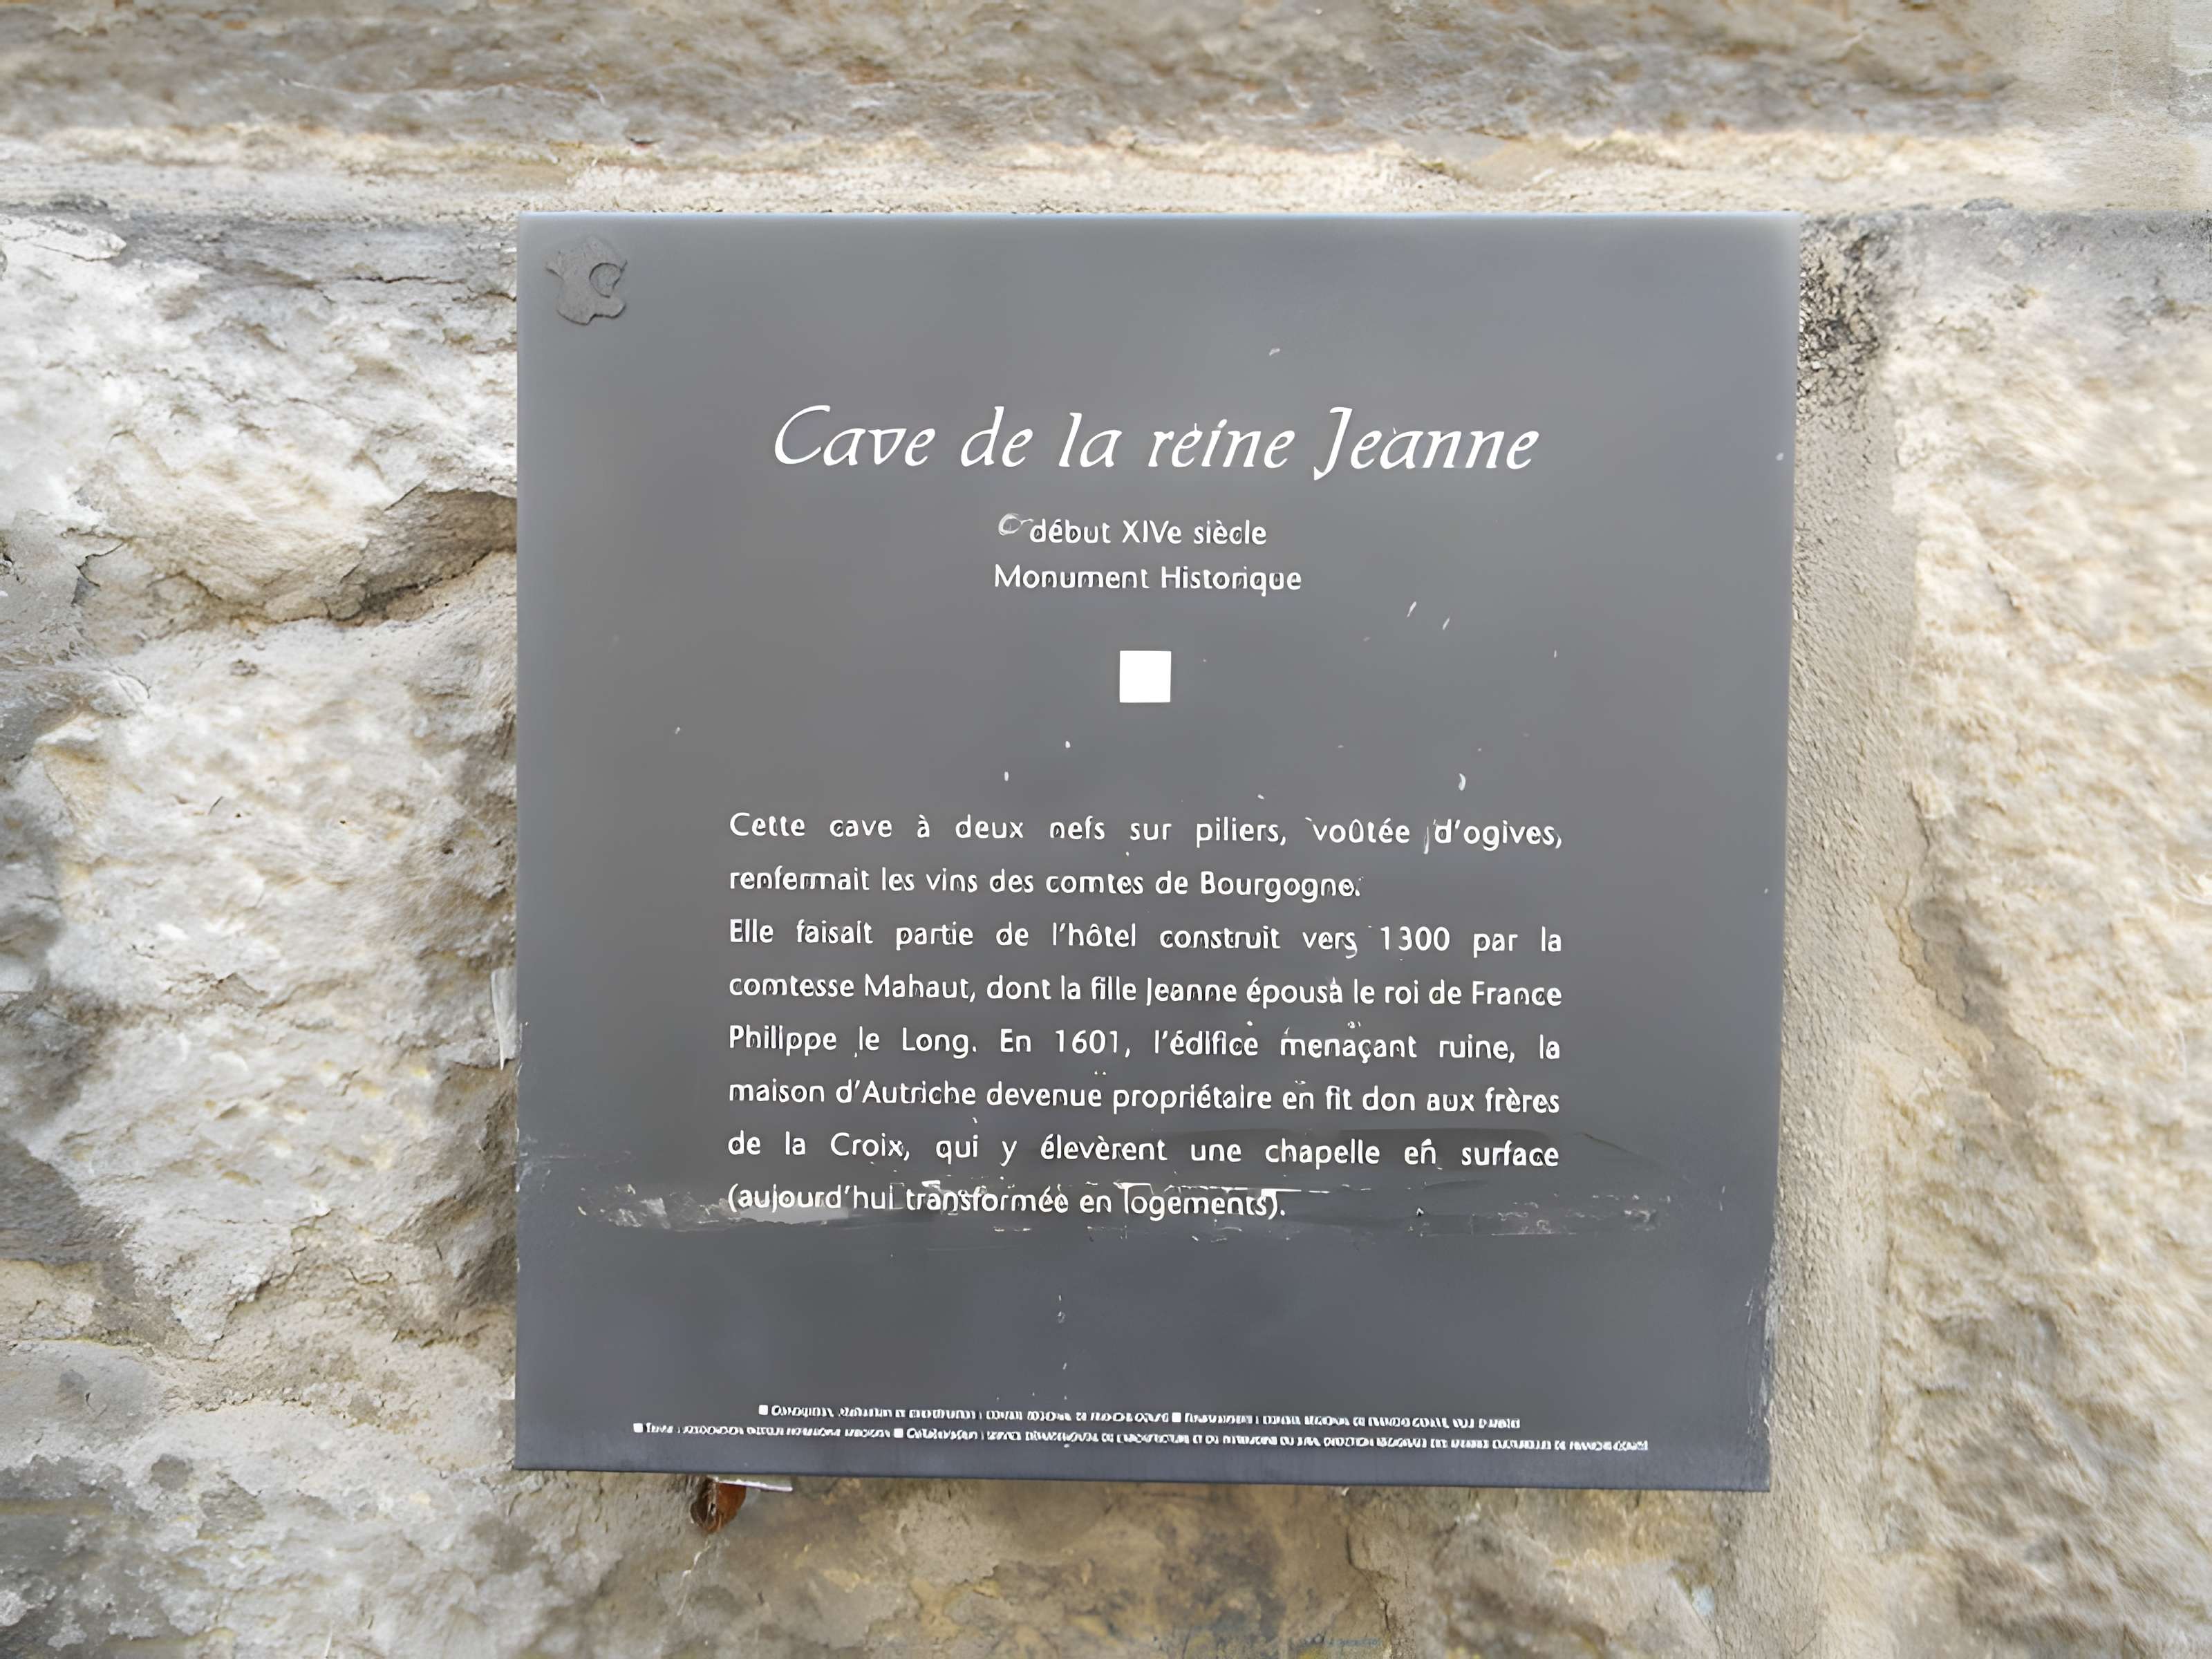 Cave de la reine Jeanne
début XIVe siècle
Monument Historique
Cette cave à deux nefs sur piliers, voûtée d'ogives,
renfermait les vins des comtes de Bourgogne.
Elle faisait partie de l'hôtel construit vers 1300 par la
comtesse Mahaut, dont la fille Jeanne épousa le roi de France
Philippe le Long. En 1601, l'édifice menaçant ruine, la
maison d'Autriche devenue propriétaire en fit don aux frères
de la Croix, qui y élevèrent une chapelle en surface
(aujourd'hui transformée en logements).